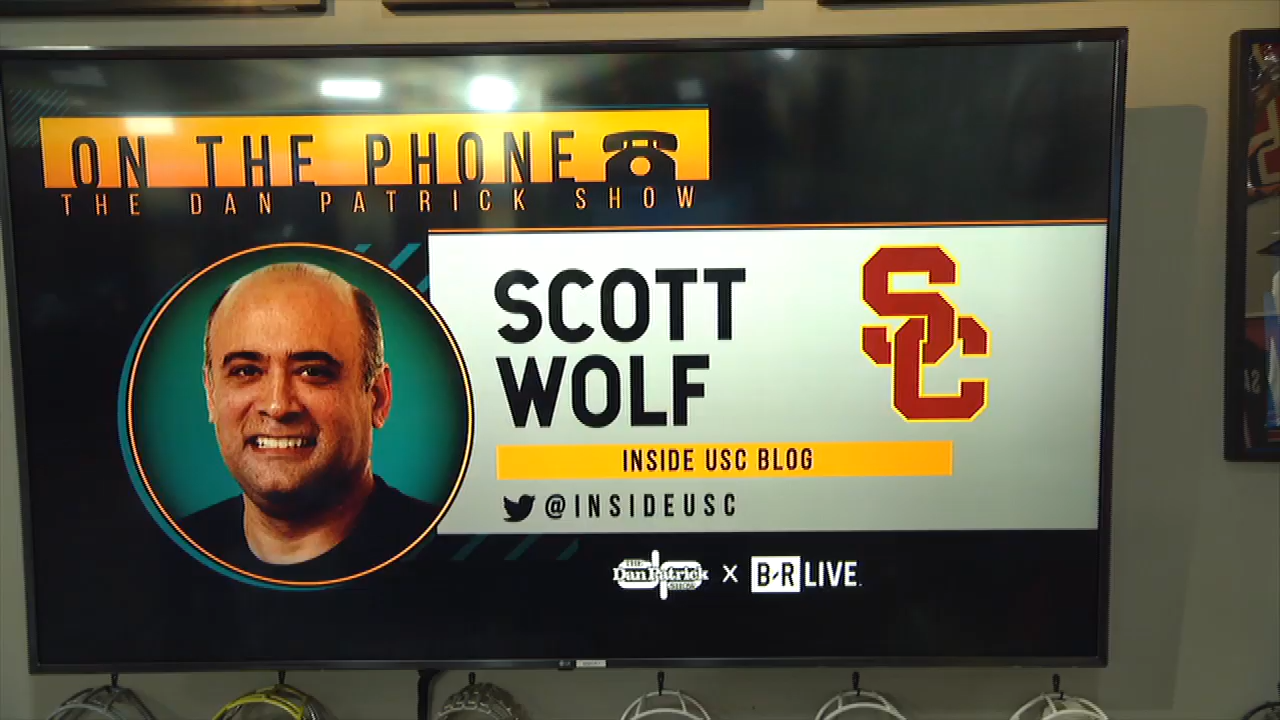 ON THE PHONE
THE DAN PATRICK SHOW
SCOTT
WOLF
SC
INSIDE USC BLOG
@INSIDEUSC
THE
Dan Patrick
SHOW
X
B-R LIVE.
LG